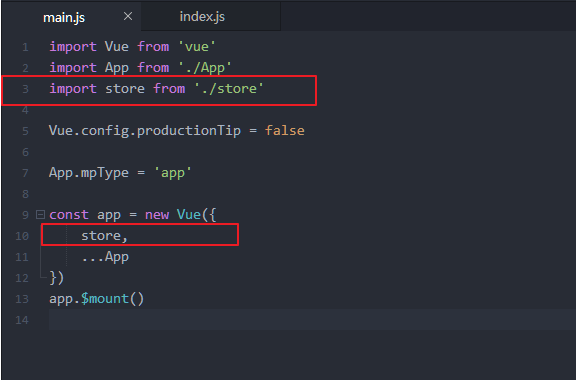 main.js × index.js
1 import Vue from 'vue'
2 import App from './App'
3 import store from './store'
4
5 Vue.config.productionTip = false
6
7 App.mpType = 'app'
8
9 const app = new Vue({
10 store,
11 ...App
12 })
13 app.$mount()
14